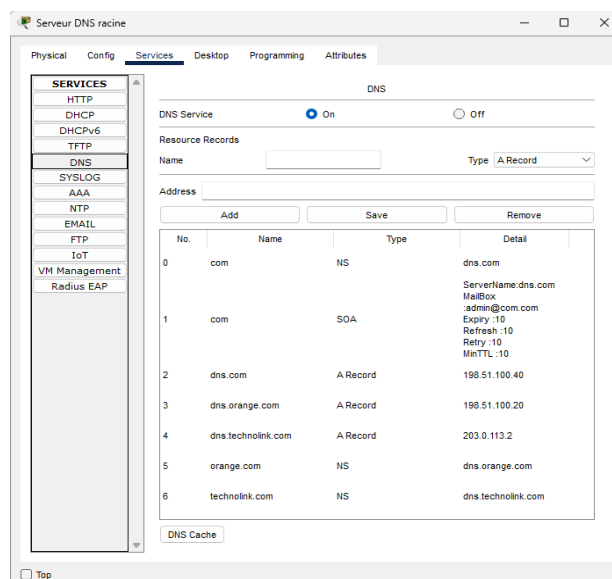 Serveur DNS racine
Physical Config Services Desktop Programming Attributes
SERVICES
HTTP
DHCP
DHCPv6
TFTP
DNS
SYSLOG
AAA
NTP
EMAIL
FTP
IoT
VM Management
Radius EAP
DNS
DNS Service On Off
Resource Records
Name Type A Record
Address
Add Save Remove
No. Name Type Detail
0 com NS dns.com
1 com SOA ServerName:dns.com
MailBox
:admin@com.com
Expiry :10
Refresh :10
Retry :10
MinTTL :10
2 dns.com A Record 198.51.100.40
3 dns.orange.com A Record 198.51.100.20
4 dns.technolink.com A Record 203.0.113.2
5 orange.com NS dns.orange.com
6 technolink.com NS dns.technolink.com
DNS Cache
Top